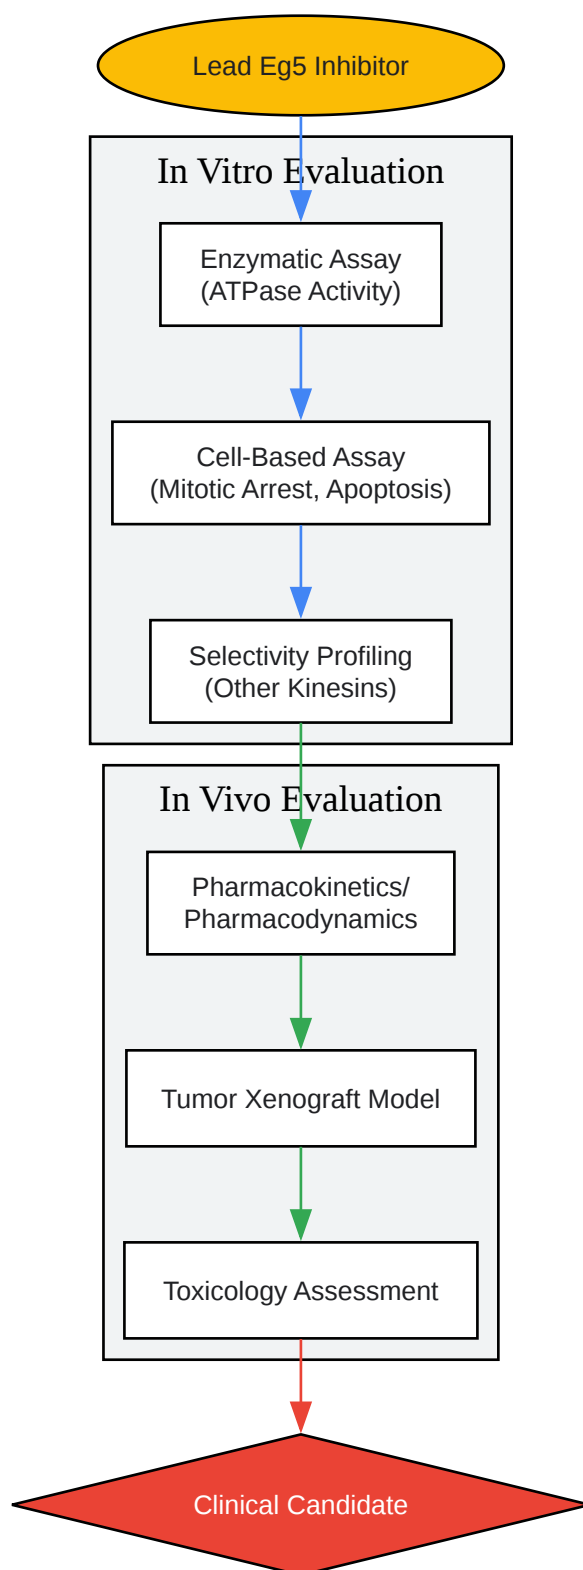 Lead Eg5 Inhibitor
In Vitro Evaluation
Enzymatic Assay
(ATPase Activity)
Cell-Based Assay
(Mitotic Arrest, Apoptosis)
Selectivity Profiling
(Other Kinesins)
In Vivo Evaluation
Pharmacokinetics/
Pharmacodynamics
Tumor Xenograft Model
Toxicology Assessment
Clinical Candidate